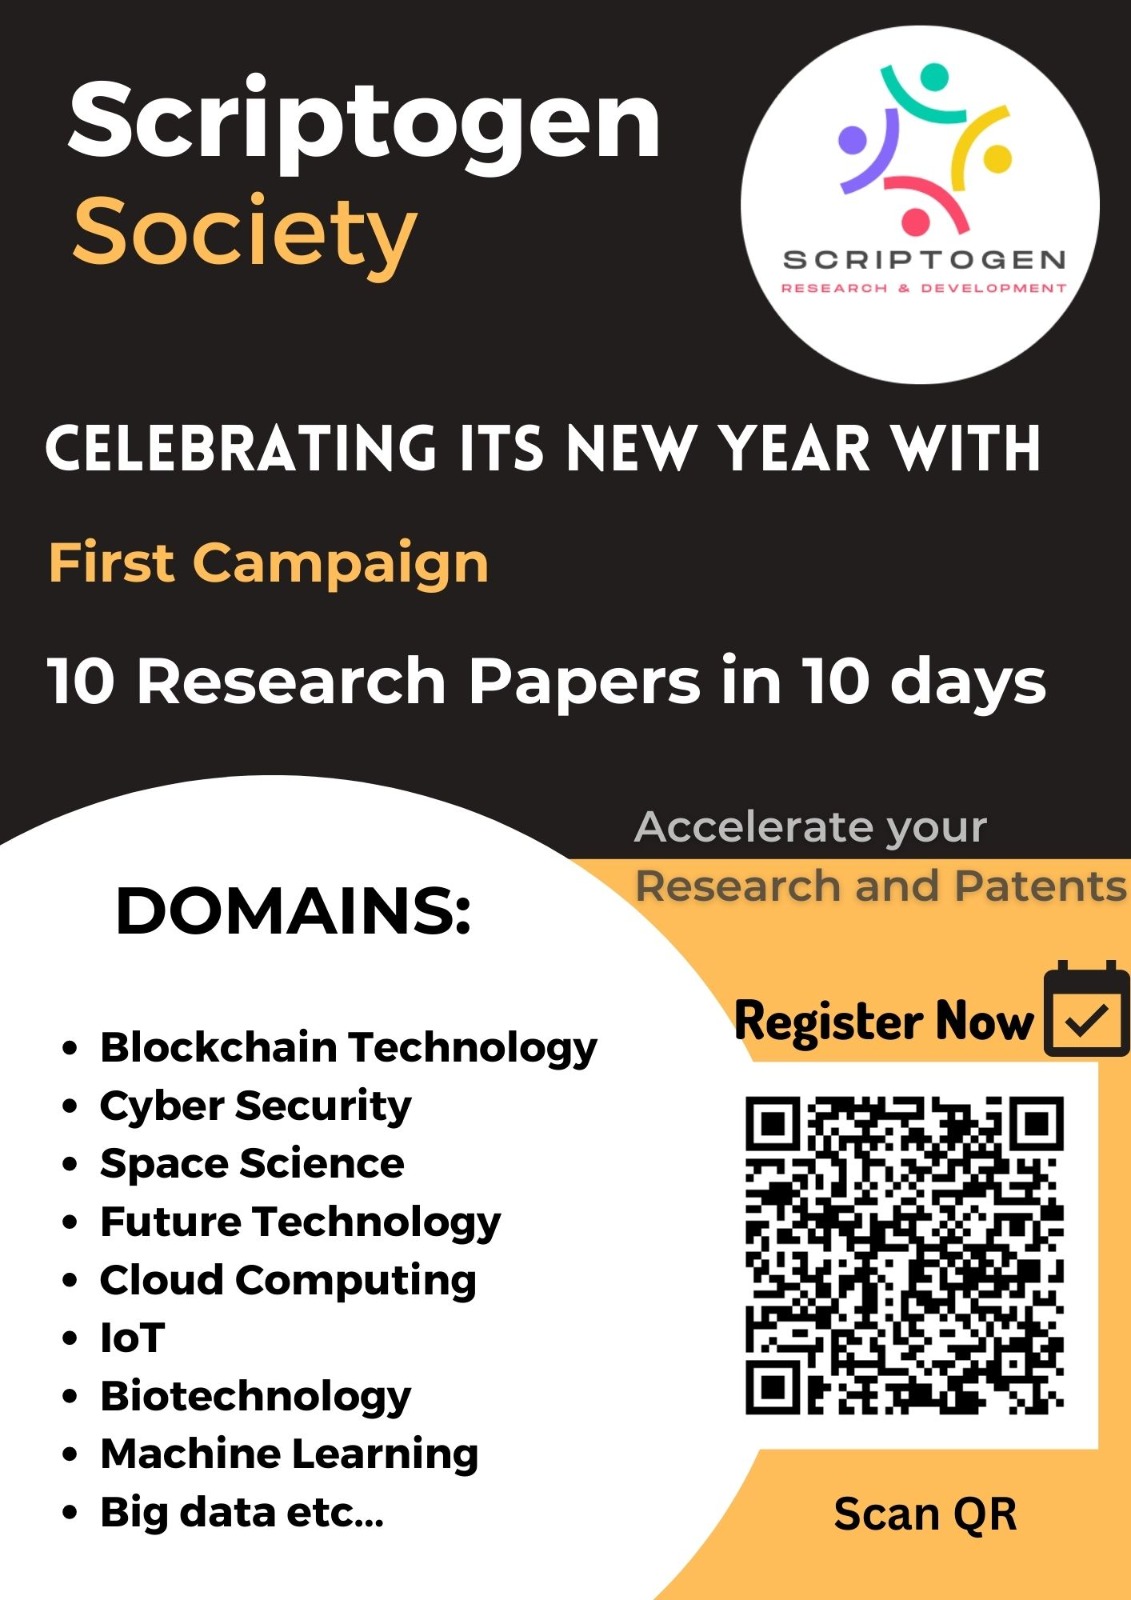 Scriptogen
Society
SCRIPTOGEN
RESEARCH & DEVELOPMENT
CELEBRATING ITS NEW YEAR WITH
First Campaign
10 Research Papers in 10 days
Accelerate your
Research and Patents
DOMAINS:
Register Now
• Blockchain Technology
• Cyber Security
• Space Science
• Future Technology
• Cloud Computing
• IoT
• Biotechnology
• Machine Learning
• Big data etc...
Scan QR